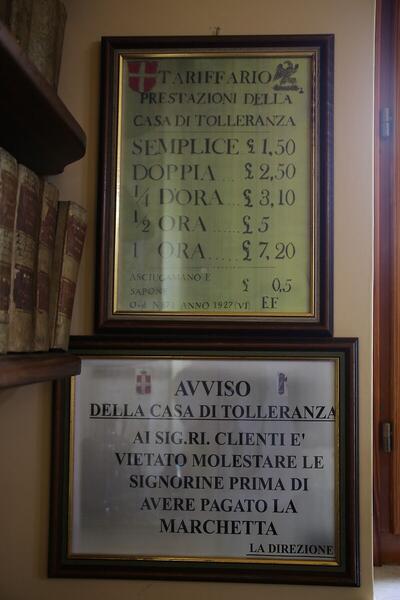 TARIFFARIO
PRESTAZIONI DELLA
CASA DI TOLLERANZA
SEMPLICE £ 1,50
DOPPIA .... £ 2,50
¼ D'ORA ... £ 3,10
½ ORA ..... £ 5
1 ORA ..... £ 7,20
ASCIUGAMANO E
SAPONE £ 0,5
ANNO 1927 (VI) EF
AVVISO
DELLA CASA DI TOLLERANZA
AI SIG.RI. CLIENTI E'
VIETATO MOLESTARE LE
SIGNORINE PRIMA DI
AVERE PAGATO LA
MARCHETTA
LA DIREZIONE